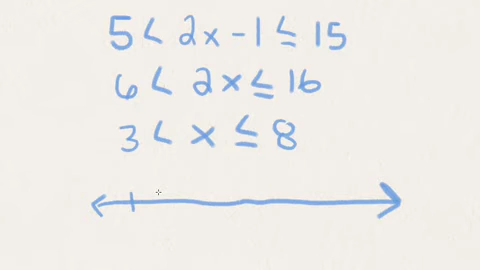 5 < 2x - 1 ≤ 15
6 < 2x ≤ 16
3 < x ≤ 8